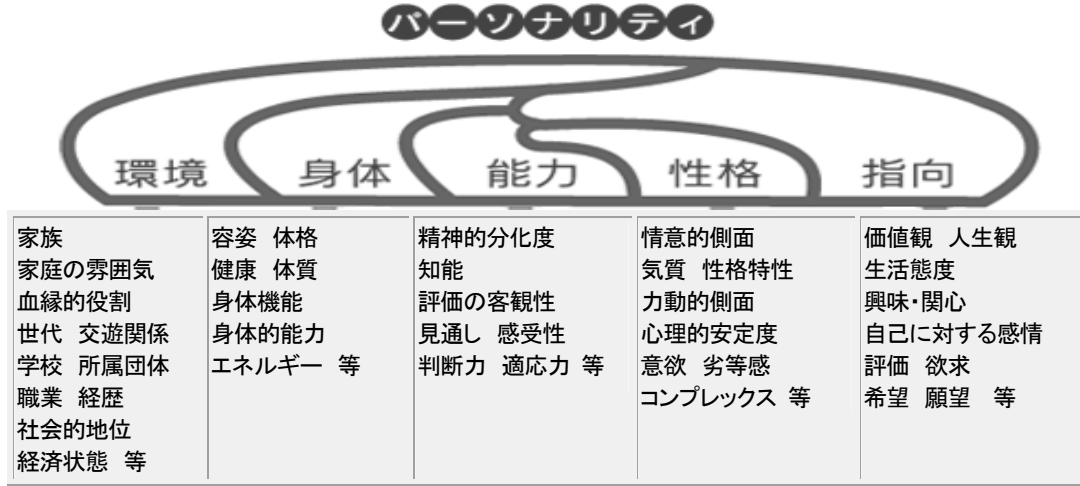 パーソナリティ
環境
身体
能力
性格
指向
家族
家庭の雰囲気
血縁的役割
世代 交遊関係
学校 所属団体
職業 経歴
社会的地位
経済状態 等
容姿 体格
健康 体質
身体機能
身体的能力
エネルギー 等
精神的分化度
知能
評価の客観性
見通し 感受性
判断力 適応力 等
情意的側面
気質 性格特性
力動的側面
心理的安定度
意欲 劣等感
コンプレックス 等
価値観 人生観
生活態度
興味・関心
自己に対する感情
評価 欲求
希望 願望 等